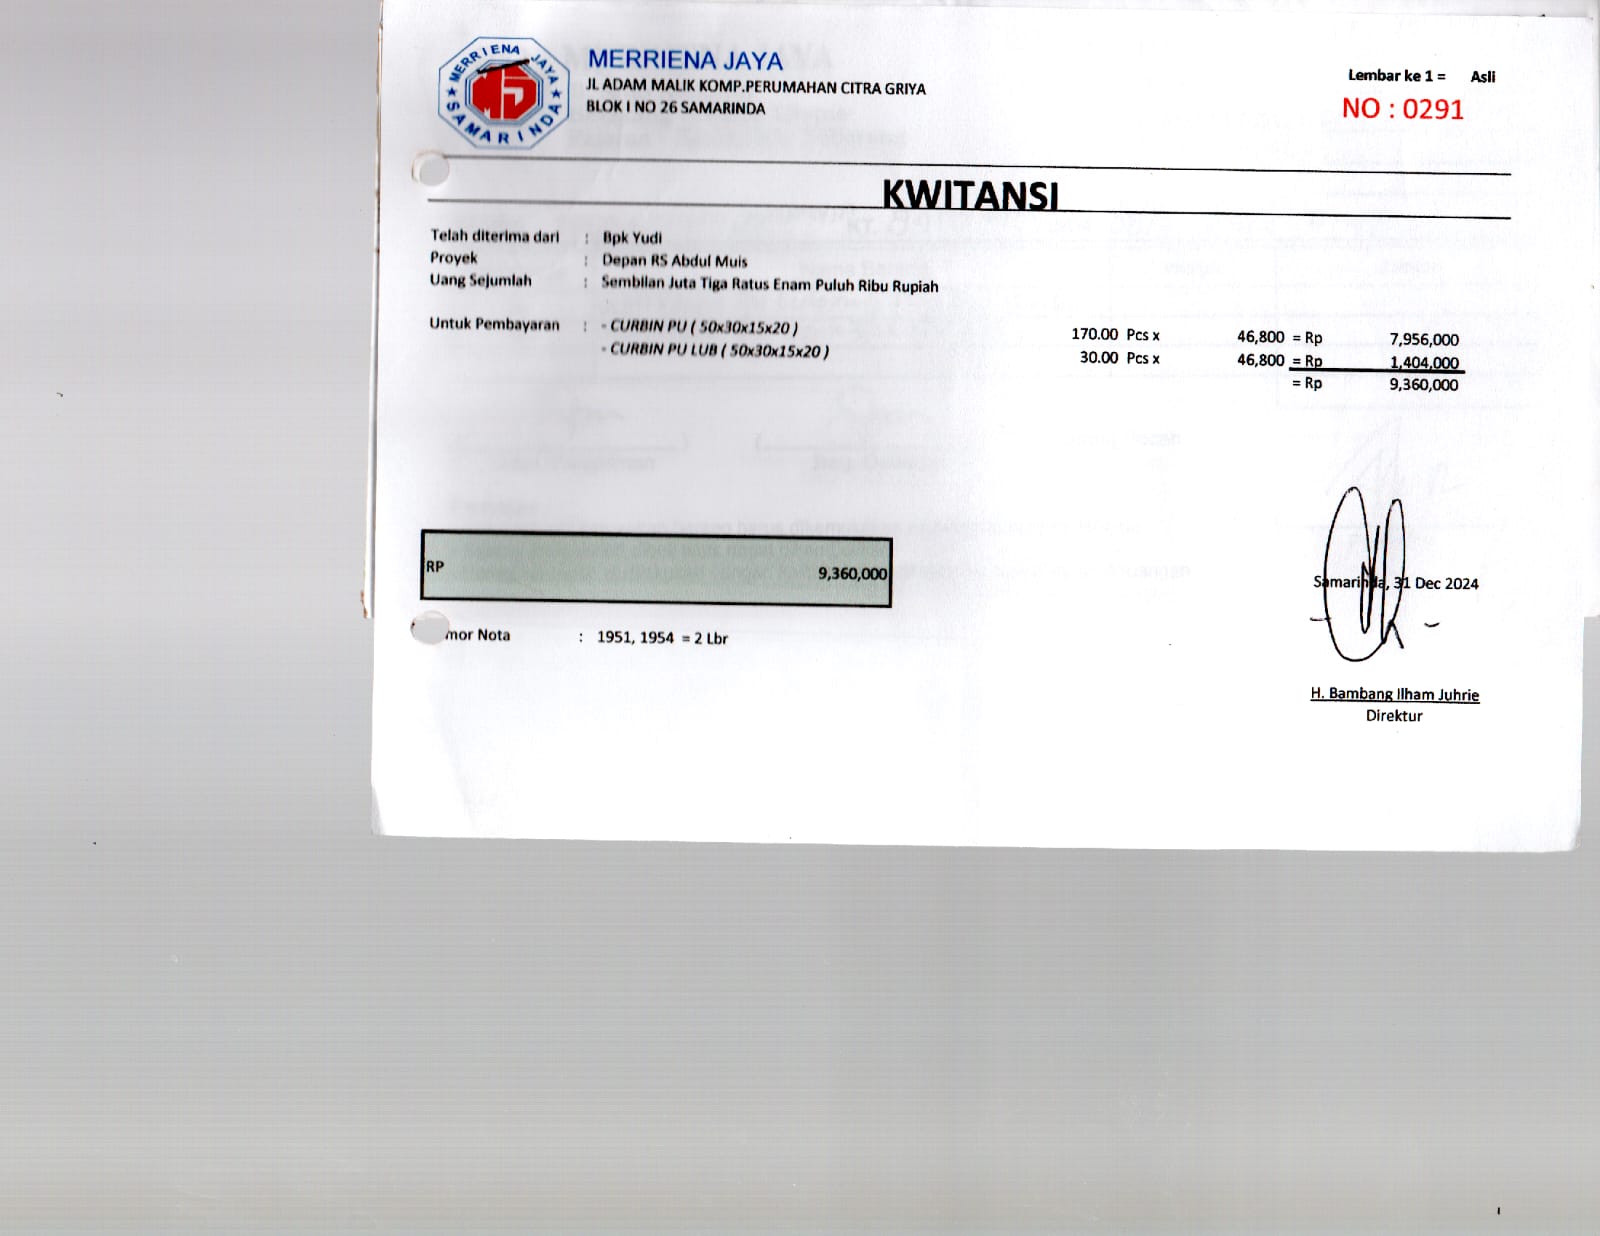 MERRIENA JAYA
★ SAMARINDA ★
MERRIENA JAYA
JL ADAM MALIK KOMP.PERUMAHAN CITRA GRIYA
BLOK I NO 26 SAMARINDA
Lembar ke 1 = Asli
NO : 0291
KWITANSI
Telah diterima dari : Bpk Yudi
Proyek : Depan RS Abdul Muis
Uang Sejumlah : Sembilan Juta Tiga Ratus Enam Puluh Ribu Rupiah
Untuk Pembayaran : - CURBIN PU ( 50x30x15x20 ) 170.00 Pcs x 46,800 = Rp 7,956,000
- CURBIN PU LUB ( 50x30x15x20 ) 30.00 Pcs x 46,800 = Rp 1,404,000
= Rp 9,360,000
RP 9,360,000
Samarinda, 31 Dec 2024
mor Nota : 1951, 1954 = 2 Lbr
H. Bambang Ilham Juhrie
Direktur